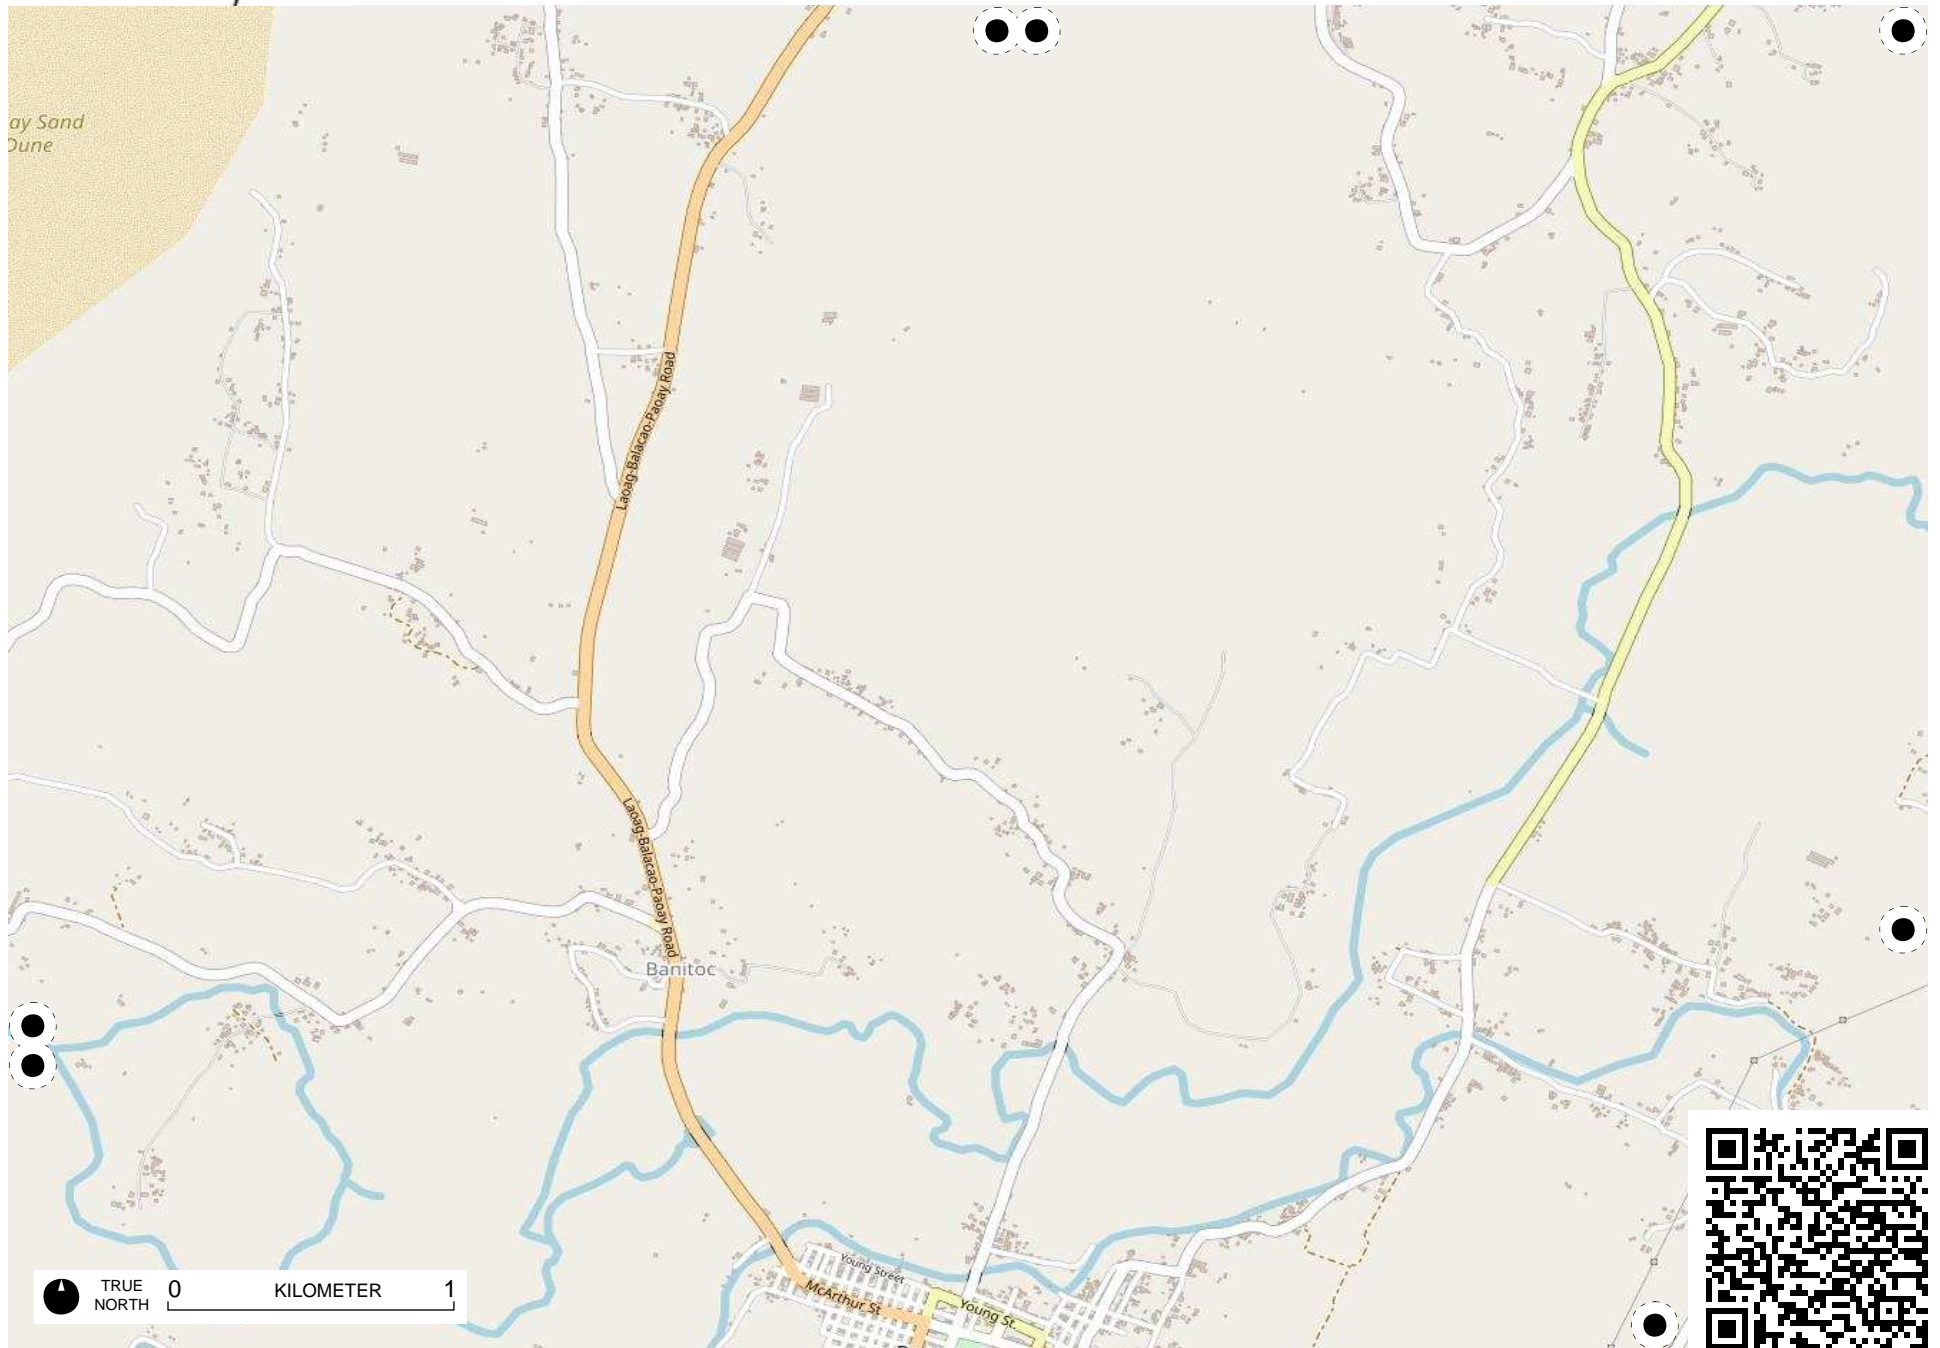 ay Sand
Dune
Laoag-Balacao-Paoay Road
Laoag-Balacao-Paoay Road
Banitoc
Young Street
McArthur St
Young St.
TRUE NORTH
0 KILOMETER 1